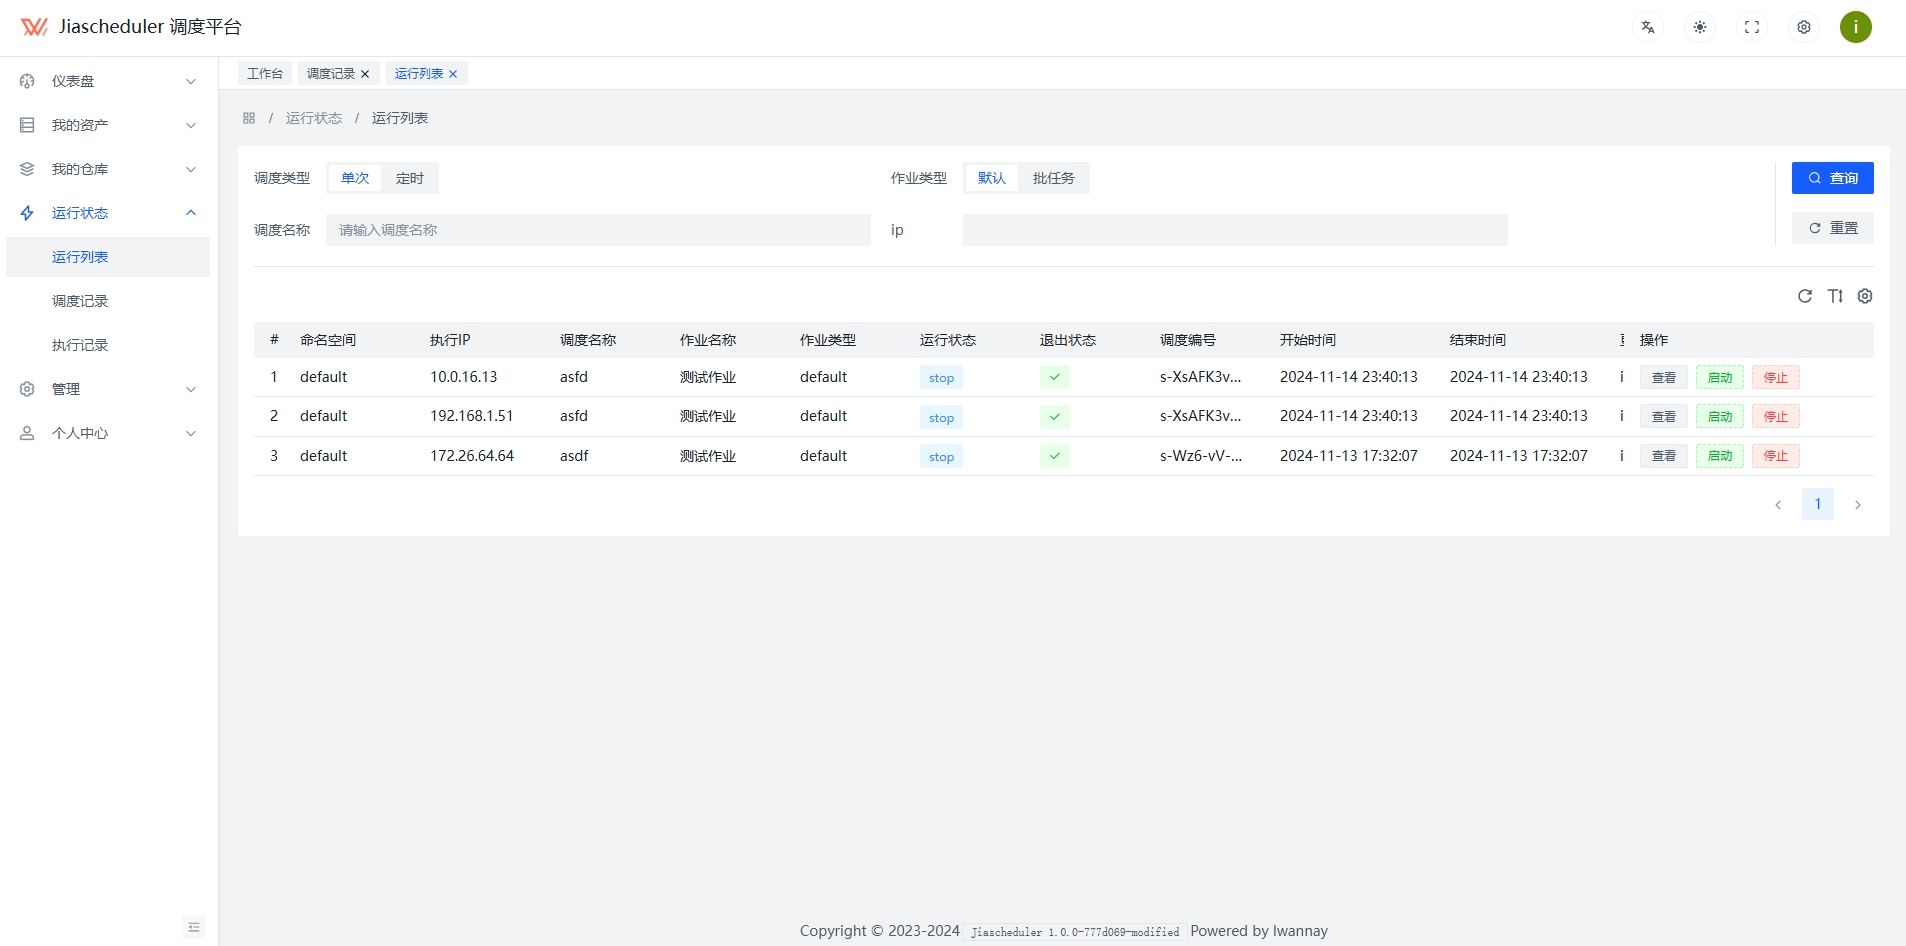 Jiascheduler 调度平台
i
仪表盘
我的资产
我的仓库
运行状态
运行列表
调度记录
执行记录
管理
个人中心
工作台 调度记录 运行列表
/ 运行状态 / 运行列表
调度类型 单次 定时 作业类型 默认 批任务 查询
调度名称 请输入调度名称 ip 重置
# 命名空间 执行IP 调度名称 作业名称 作业类型 运行状态 退出状态 调度编号 开始时间 结束时间 操作
1 default 10.0.16.13 asfd 测试作业 default stop s-XsAFK3v... 2024-11-14 23:40:13 2024-11-14 23:40:13 i 查看 启动 停止
2 default 192.168.1.51 asfd 测试作业 default stop s-XsAFK3v... 2024-11-14 23:40:13 2024-11-14 23:40:13 i 查看 启动 停止
3 default 172.26.64.64 asdf 测试作业 default stop s-Wz6-vV-... 2024-11-13 17:32:07 2024-11-13 17:32:07 i 查看 启动 停止
1
Copyright © 2023-2024 Jiascheduler 1.0.0-777d069-modified Powered by Iwannay